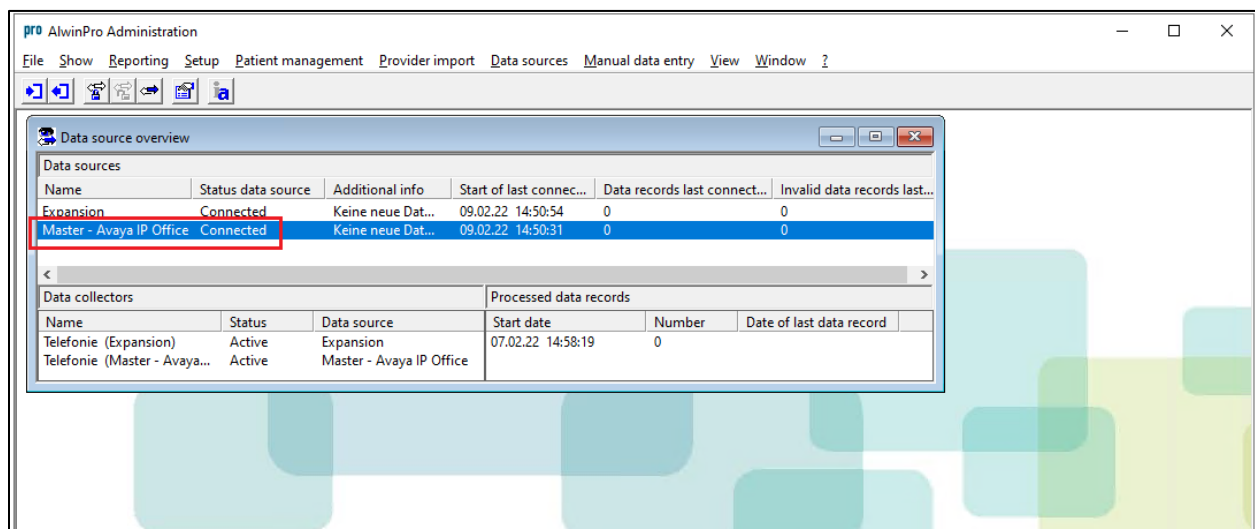 pro AlwinPro Administration
File Show Reporting Setup Patient management Provider import Data sources Manual data entry View Window ?
Data source overview
Data sources
Name Status data source Additional info Start of last connec... Data records last connect... Invalid data records last...
Expansion Connected Keine neue Dat... 09.02.22 14:50:54 0 0
Master - Avaya IP Office Connected Keine neue Dat... 09.02.22 14:50:31 0 0
Data collectors Processed data records
Name Status Data source Start date Number Date of last data record
Telefonie (Expansion) Active Expansion 07.02.22 14:58:19 0
Telefonie (Master - Avaya... Active Master - Avaya IP Office